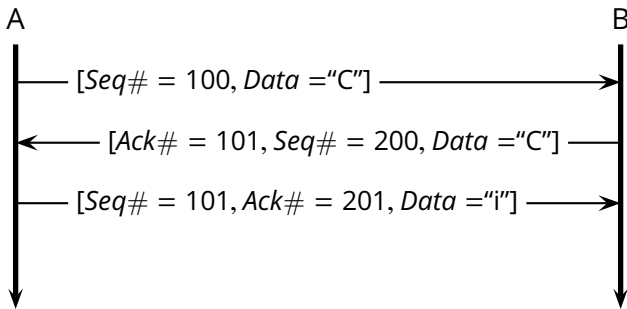 A B
[Seq# = 100, Data =“C”]
[Ack# = 101, Seq# = 200, Data =“C”]
[Seq# = 101, Ack# = 201, Data =“i”]